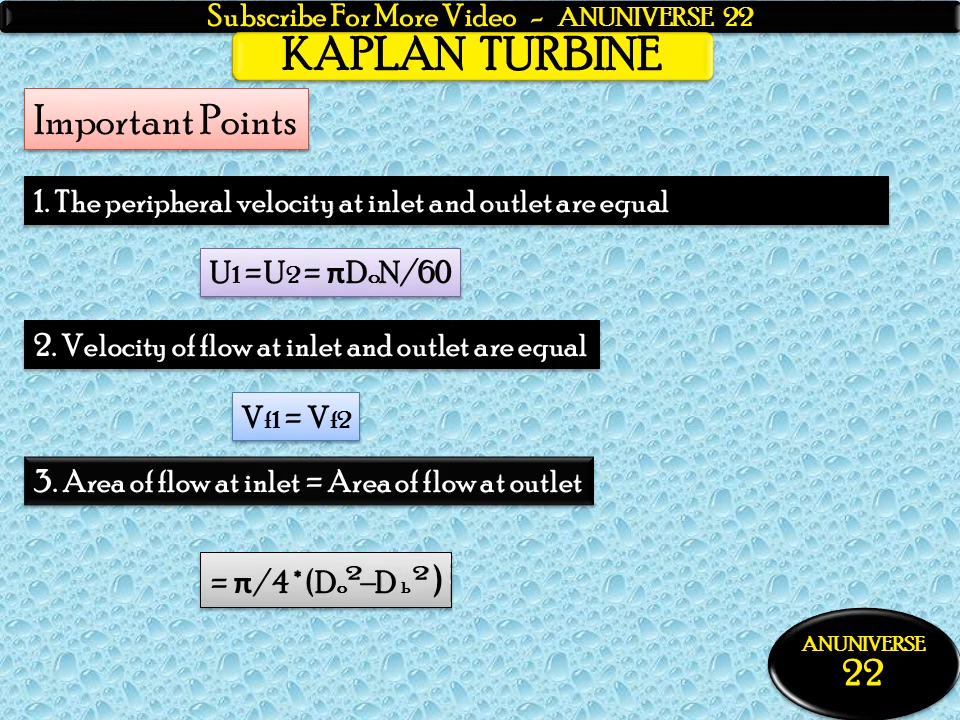 Subscribe For More Video - ANUNIVERSE 22
KAPLAN TURBINE
Important Points
1. The peripheral velocity at inlet and outlet are equal
U1 = U2 = πDoN/60
2. Velocity of flow at inlet and outlet are equal
Vf1 = Vf2
3. Area of flow at inlet = Area of flow at outlet
= π/4*(Do²–Db²)
ANUNIVERSE
22